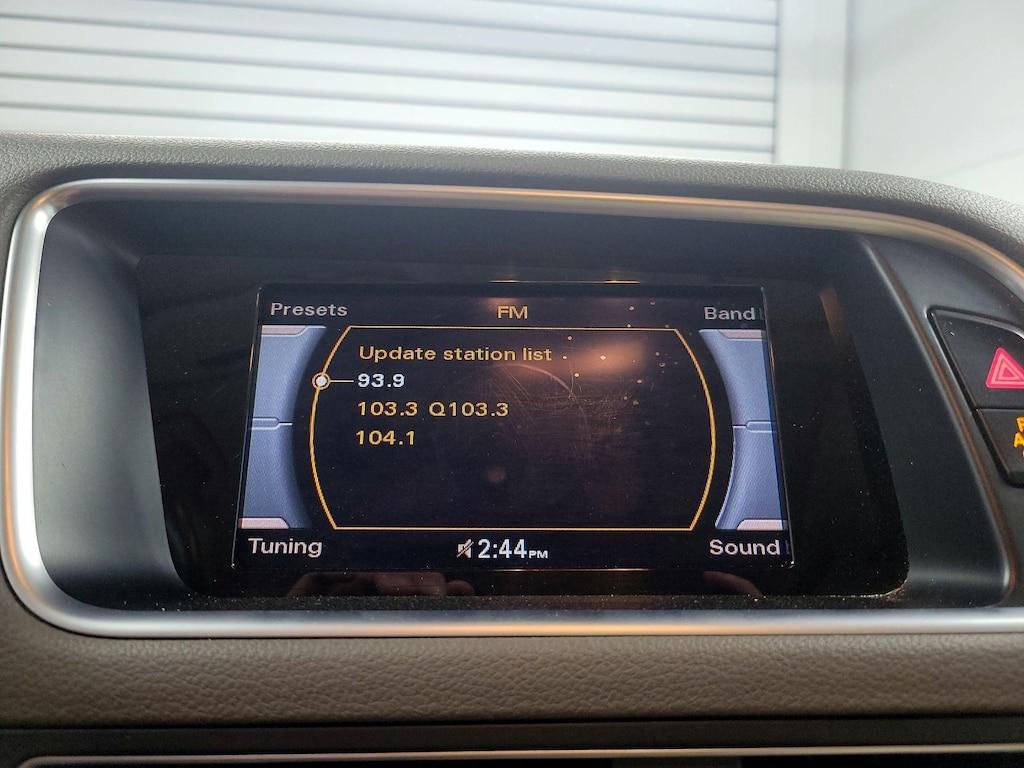 Presets FM Band
Update station list
93.9
103.3 Q103.3
104.1
Tuning 2:44PM Sound